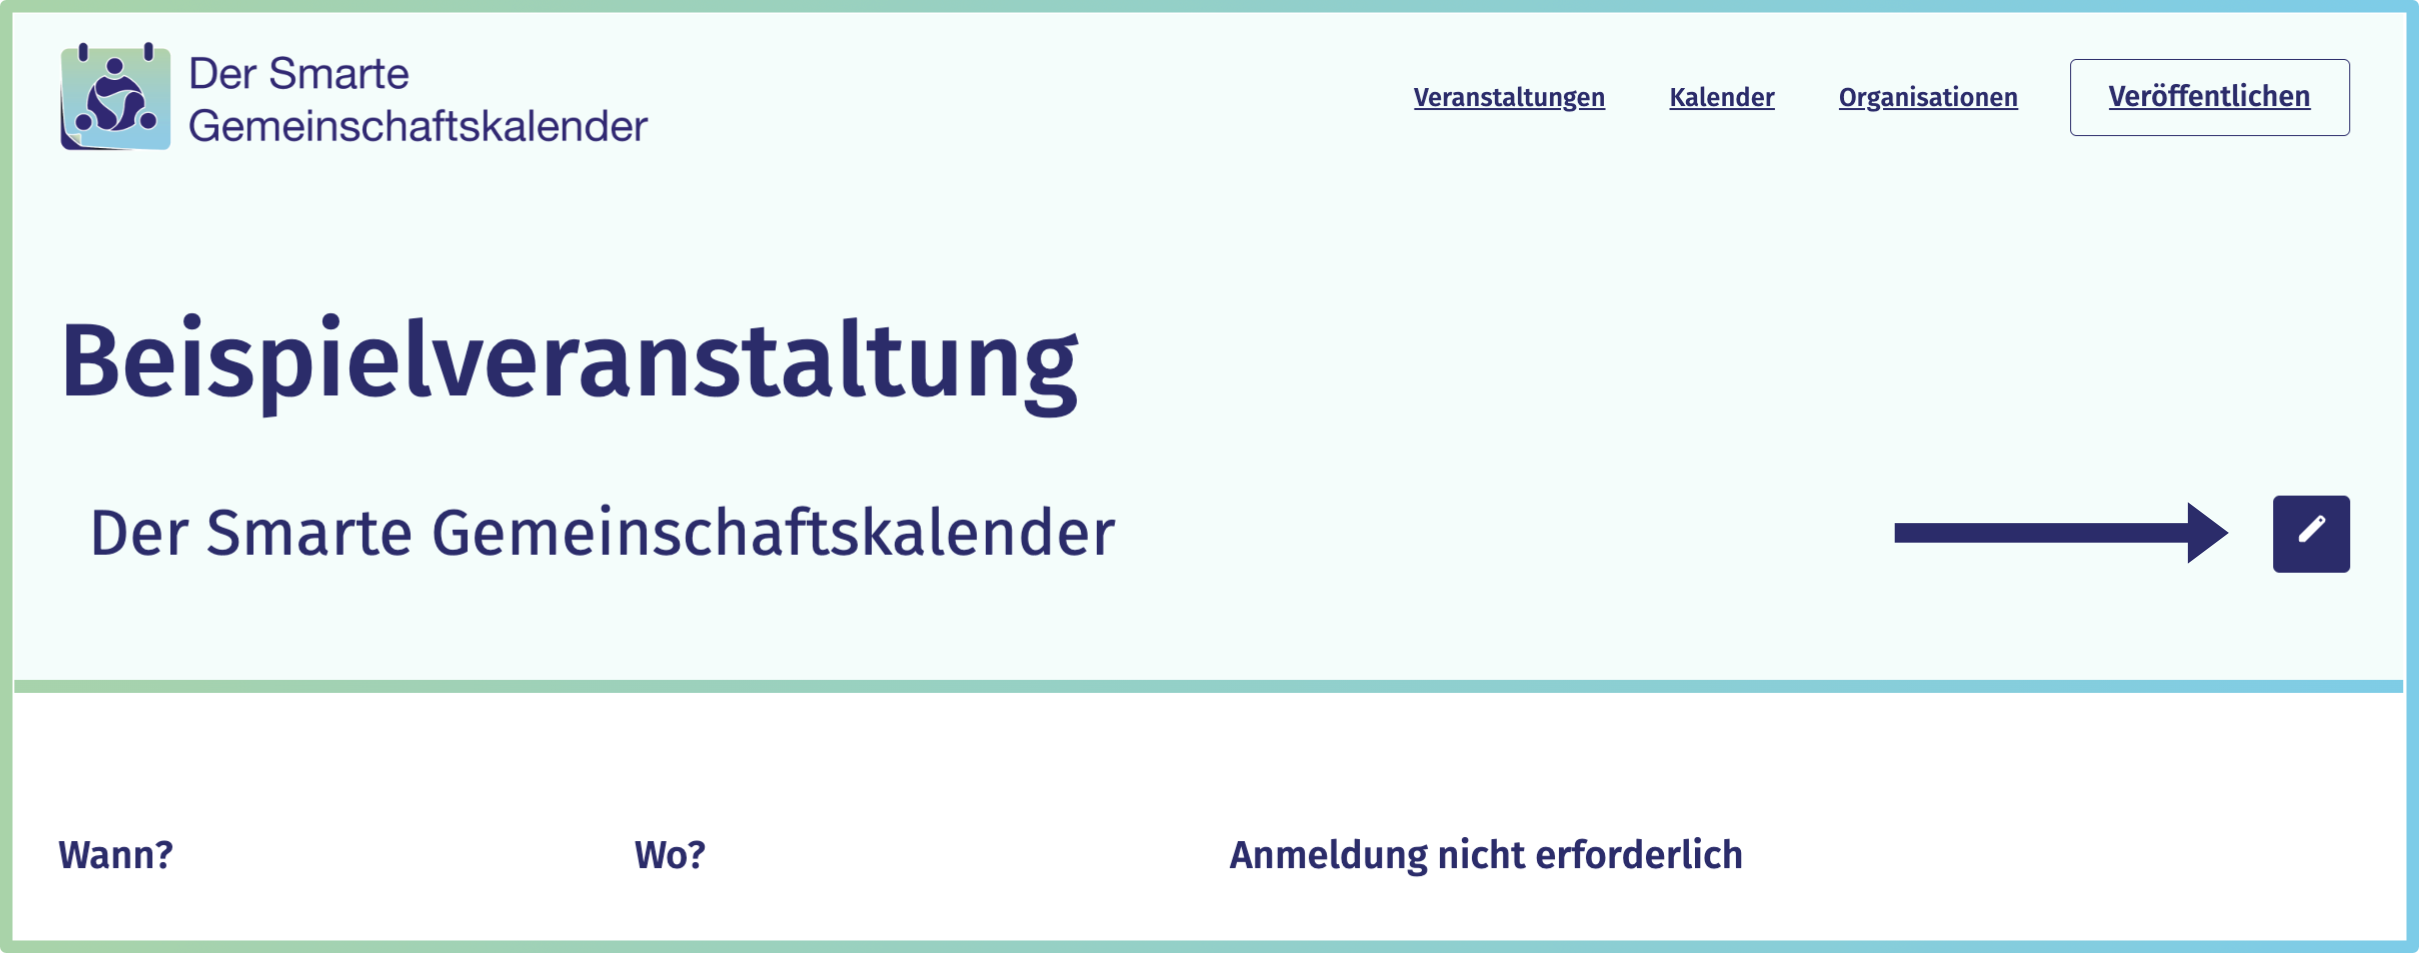 Der Smarte
Gemeinschaftskalender
Veranstaltungen Kalender Organisationen Veröffentlichen
Beispielveranstaltung
Der Smarte Gemeinschaftskalender
Wann? Wo? Anmeldung nicht erforderlich